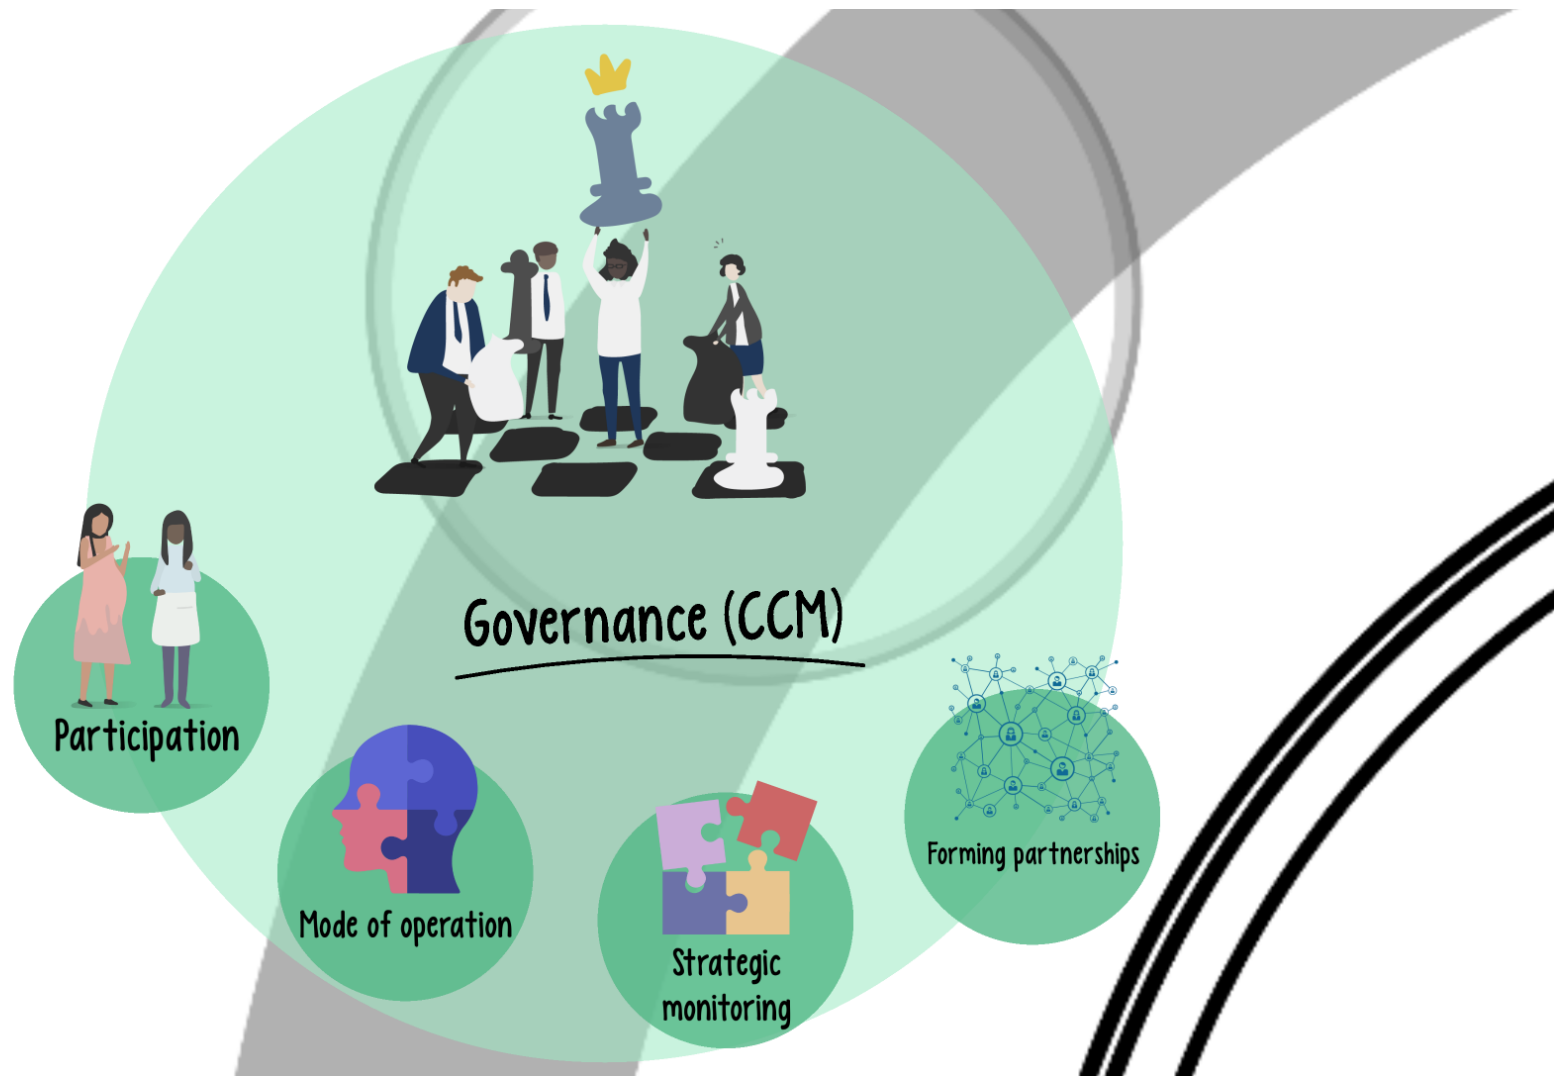 Governance (CCM)
Participation
Mode of operation
Strategic
monitoring
Forming partnerships